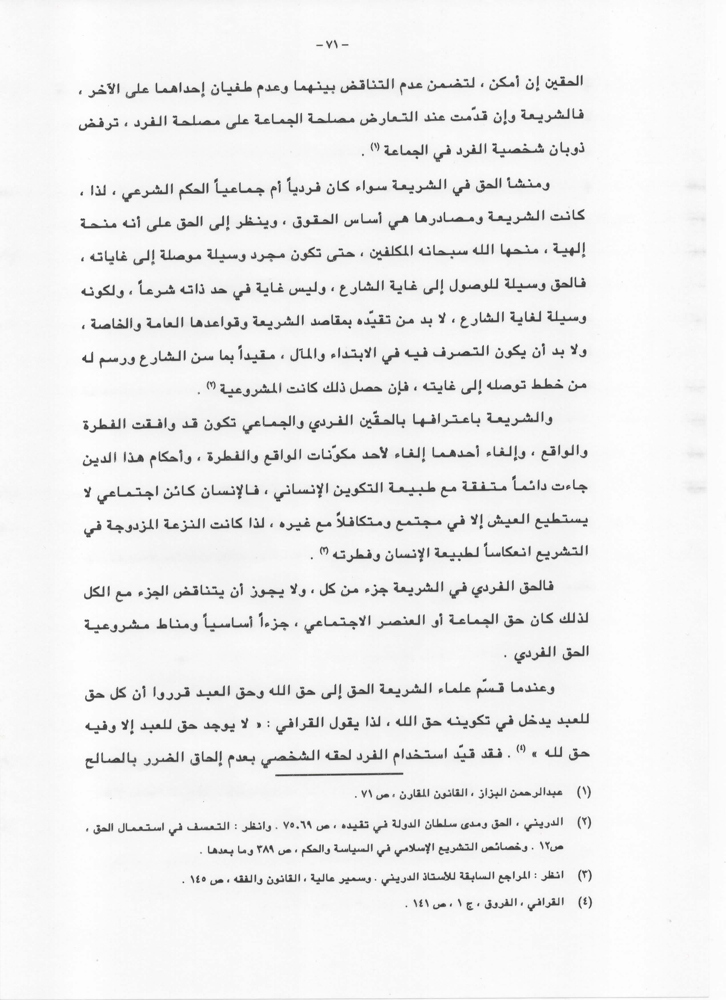 - ٧١ -
الحقين إن أمكن ، لتضمن عدم التناقض بينهما وعدم طغيان إحداهما على الآخر ،
فالشريعة وإن قدّمت عند التعارض مصلحة الجماعة على مصلحة الفرد ، ترفض
ذوبان شخصية الفرد في الجماعة (١) .
ومنشأ الحق في الشريعة سواء كان فردياً أم جماعياً الحكم الشرعي ، لذا ،
كانت الشريعة ومصادرها هي أساس الحقوق ، وينظر إلى الحق على أنه منحة
إلهية ، منحها الله سبحانه المكلفين ، حتى تكون مجرد وسيلة موصلة إلى غاياته ،
فالحق وسيلة للوصول إلى غاية الشارع ، وليس غاية في حد ذاته شرعاً ، ولكونه
وسيلة لغاية الشارع ، لا بد من تقيّده بمقاصد الشريعة وقواعدها العامة والخاصة ،
ولا بد أن يكون التصرف فيه في الابتداء والمآل ، مقيداً بما سن الشارع ورسم له
من خطط توصله إلى غايته ، فإن حصل ذلك كانت المشروعية (٢) .
والشريعة باعترافها بالحقّين الفردي والجماعي تكون قد وافقت الفطرة
والواقع ، وإلغاء أحدهما إلغاء لأحد مكوّنات الواقع والفطرة ، وأحكام هذا الدين
جاءت دائماً متفقة مع طبيعة التكوين الإنساني ، فالإنسان كائن اجتماعي لا
يستطيع العيش إلا في مجتمع ومتكافلاً مع غيره ، لذا كانت النزعة المزدوجة في
التشريع انعكاساً لطبيعة الإنسان وفطرته (٣) .
فالحق الفردي في الشريعة جزء من كل ، ولا يجوز أن يتناقض الجزء مع الكل
لذلك كان حق الجماعة أو العنصر الاجتماعي ، جزءاً أساسياً ومناط مشروعية
الحق الفردي .
وعندما قسّم علماء الشريعة الحق إلى حق الله وحق العبد قرروا أن كل حق
للعبد يدخل في تكوينه حق الله ، لذا يقول القرافي : « لا يوجد حق للعبد إلا وفيه
حق لله » (٤) . فقد قيّد استخدام الفرد لحقه الشخصي بعدم إلحاق الضرر بالصالح
(١) عبدالرحمن البزاز ، القانون المقارن ، ص ٧١ .
(٢) الدريني ، الحق ومدى سلطان الدولة في تقيده ، ص ٧٥،٦٩ . وانظر : التعسف في استعمال الحق ،
ص١٢ . وخصائص التشريع الإسلامي في السياسة والحكم ، ص ٣٨٩ وما بعدها .
(٣) انظر : المراجع السابقة للأستاذ الدريني . وسمير عالية ، القانون والفقه ، ص ١٤٥ .
(٤) القرافي ، الفروق ، ج ١ ، ص ١٤١ .